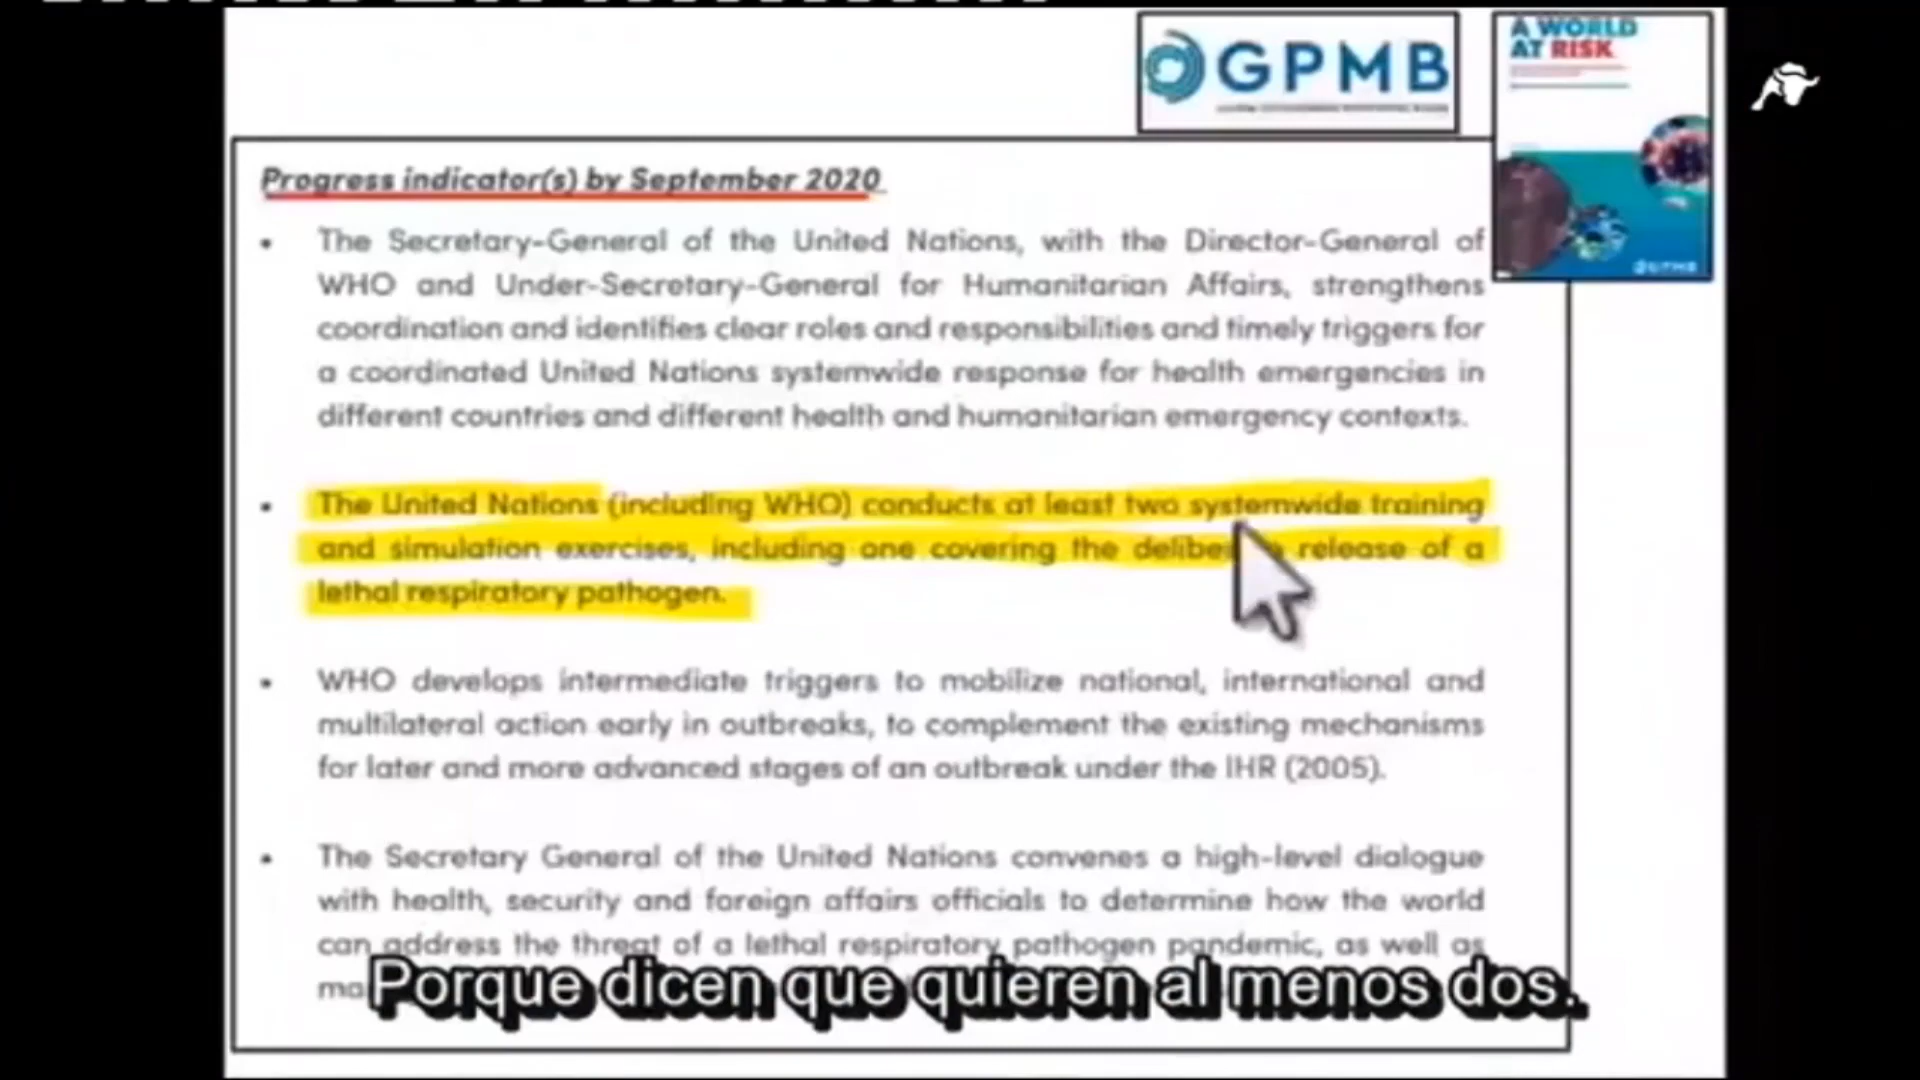 GPMB
A WORLD
AT RISK
Progress indicator(s) by September 2020
• The Secretary-General of the United Nations, with the Director-General of
WHO and Under-Secretary-General for Humanitarian Affairs, strengthens
coordination and identifies clear roles and responsibilities and timely triggers for
a coordinated United Nations systemwide response for health emergencies in
different countries and different health and humanitarian emergency contexts.
• The United Nations (including WHO) conducts at least two systemwide training
and simulation exercises, including one covering the release of a
lethal respiratory pathogen.
• WHO develops intermediate triggers to mobilize national, international and
multilateral action early in outbreaks, to complement the existing mechanisms
for later and more advanced stages of an outbreak under the IHR (2005).
• The Secretary General of the United Nations convenes a high-level dialogue
with health, security and foreign affairs officials to determine how the world
can address the threat of a lethal respiratory pathogen pandemic, as well as
Porque dicen que quieren al menos dos.
GPMB